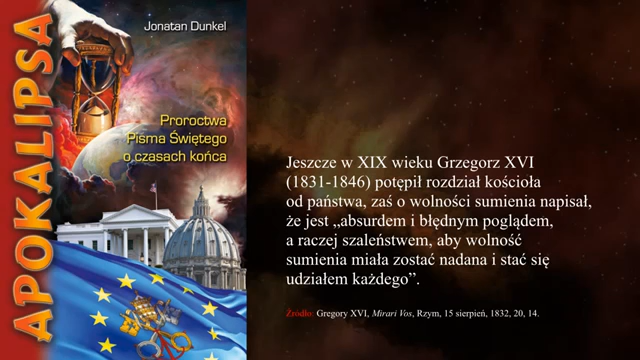 Jonatan Dunkel
APOKALIPSA
Proroctwa
Pisma Świętego
o czasach końca
Jeszcze w XIX wieku Grzegorz XVI
(1831-1846) potępił rozdział kościoła
od państwa, zaś o wolności sumienia napisał,
że jest „absurdem i błędnym poglądem,
a raczej szaleństwem, aby wolność
sumienia miała zostać nadana i stać się
udziałem każdego”.
Źródło: Gregory XVI, Mirari Vos, Rzym, 15 sierpień, 1832, 20, 14.